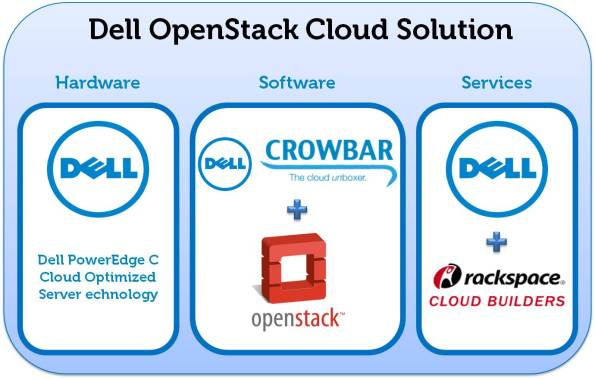 Dell OpenStack Cloud Solution
Hardware
Software
Services
DELL
Dell PowerEdge C
Cloud Optimized
Server echnology
DELL
CROWBAR
The cloud unboxer.
+
openstack™
DELL
+
rackspace®
CLOUD BUILDERS